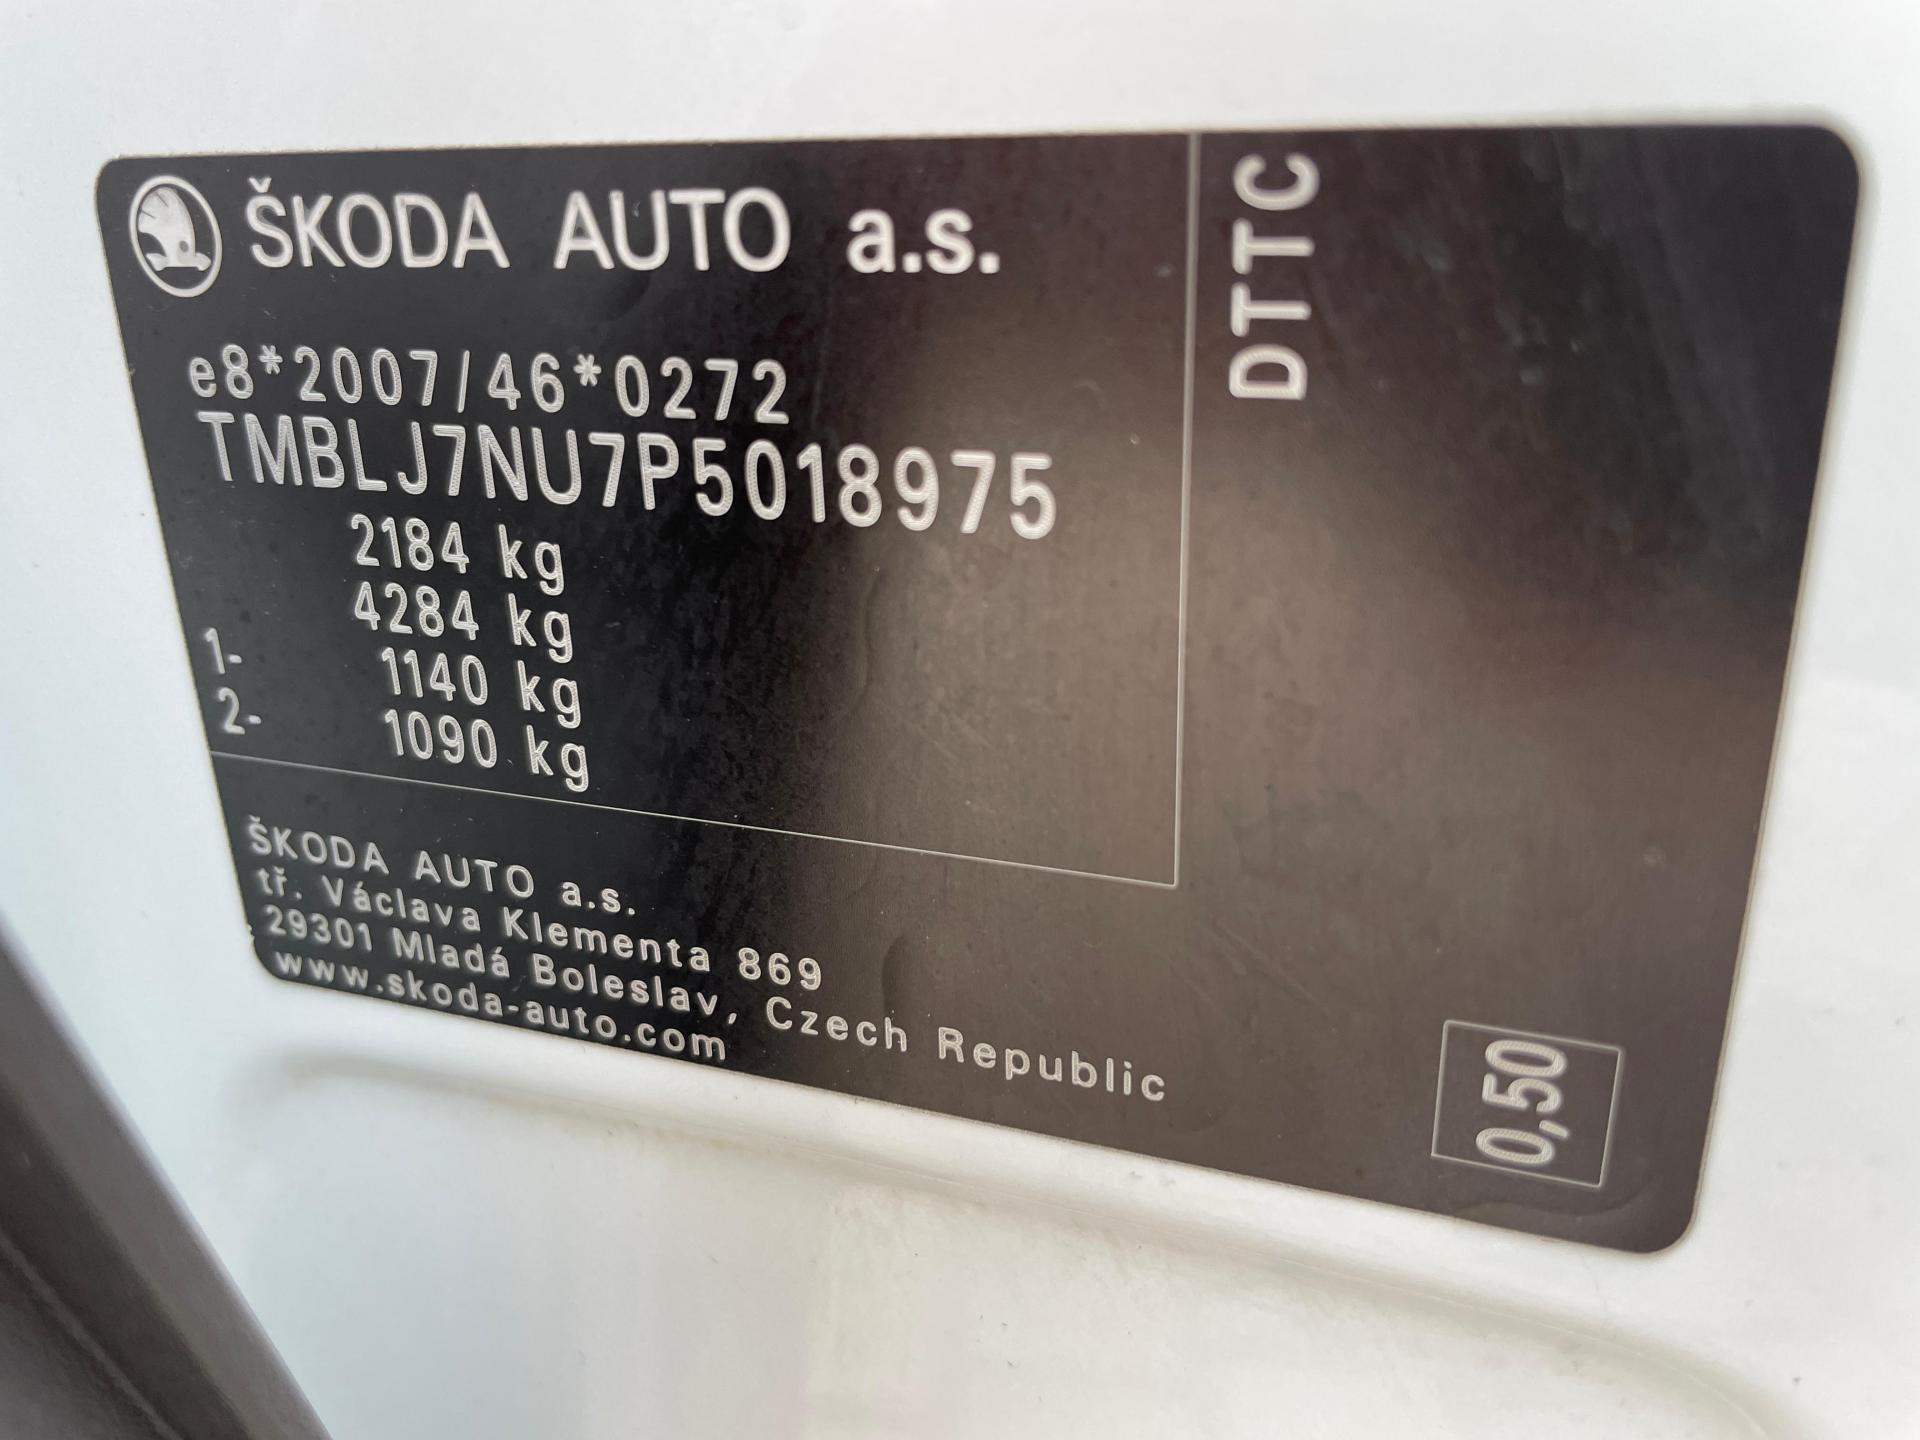 ŠKODA AUTO a.s.
e8*2007/46*0272
TMBLJ7NU7P5018975
2184 kg
4284 kg
1- 1140 kg
2- 1090 kg
ŠKODA AUTO a.s.
tř. Václava Klementa 869
29301 Mladá Boleslav, Czech Republic
www.skoda-auto.com
DTTC
0,50